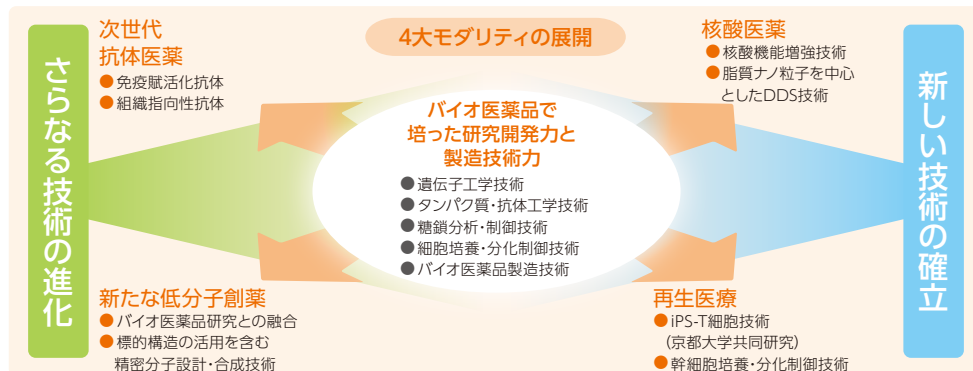 4大モダリティの展開
さらなる技術の進化
次世代
抗体医薬
●免疫賦活化抗体
●組織指向性抗体
核酸医薬
●核酸機能増強技術
●脂質ナノ粒子を中心
としたDDS技術
新しい技術の確立
バイオ医薬品で
培った研究開発力と
製造技術力
●遺伝子工学技術
●タンパク質・抗体工学技術
●糖鎖分析・制御技術
●細胞培養・分化制御技術
●バイオ医薬品製造技術
新たな低分子創薬
●バイオ医薬品研究との融合
●標的構造の活用を含む
精密分子設計・合成技術
再生医療
●iPS-T細胞技術
(京都大学共同研究)
●幹細胞培養・分化制御技術